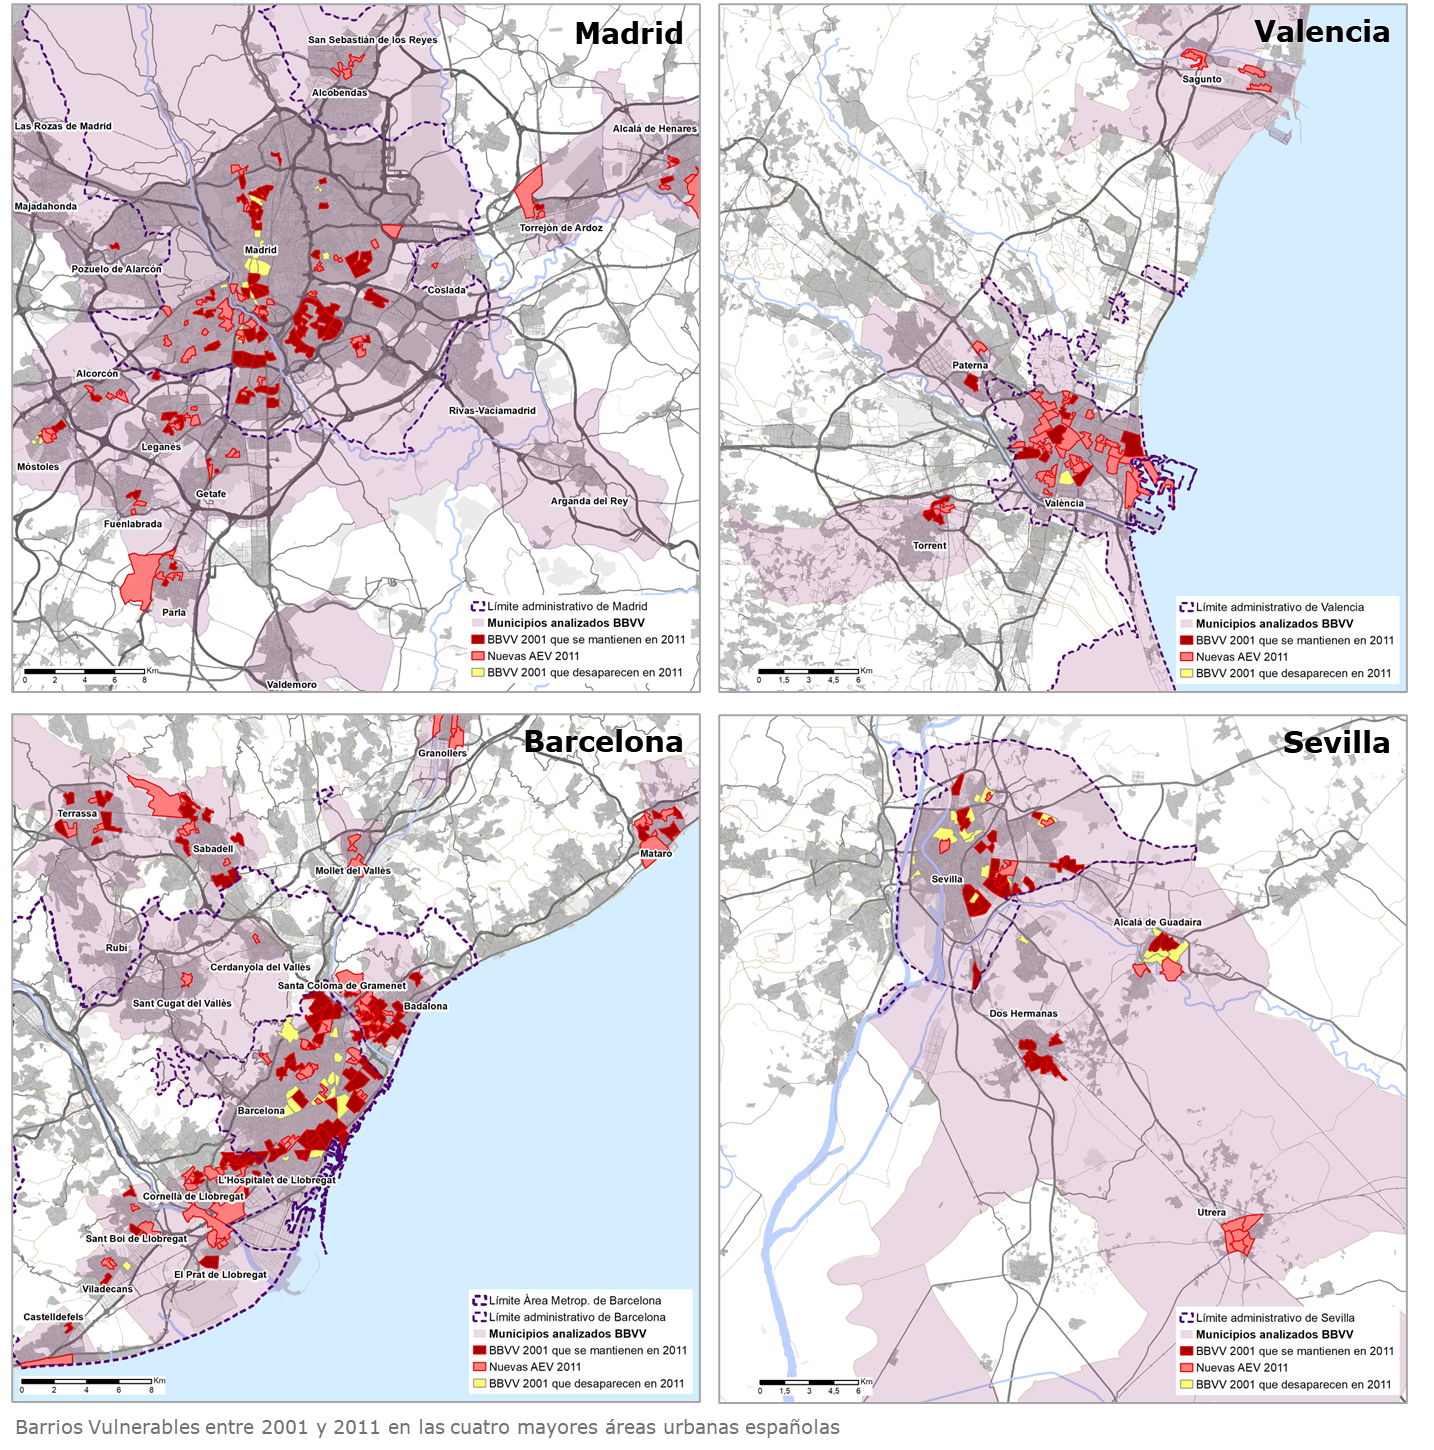 Madrid
San Sebastián de los Reyes
Alcobendas
Las Rozas de Madrid
Alcalá de Henares
Majadahonda
Torrejón de Ardoz
Madrid
Pozuelo de Alarcón
Coslada
Alcorcón
Rivas-Vaciamadrid
Leganés
Móstoles
Getafe
Arganda del Rey
Fuenlabrada
Parla
Valdemoro
Límite administrativo de Madrid
Municipios analizados BBVV
BBVV 2001 que se mantienen en 2011
Nuevas AEV 2011
BBVV 2001 que desaparecen en 2011
Km
0 2 4 6 8
Valencia
Sagunto
Paterna
València
Torrent
Límite administrativo de Valencia
Municipios analizados BBVV
BBVV 2001 que se mantienen en 2011
Nuevas AEV 2011
BBVV 2001 que desaparecen en 2011
Km
0 1,5 3 4,5 6
Barcelona
Granollers
Terrassa
Sabadell
Mataró
Mollet del Vallès
Rubí
Cerdanyola del Vallès
Santa Coloma de Gramenet
Sant Cugat del Vallès
Badalona
Barcelona
L'Hospitalet de Llobregat
Cornellà de Llobregat
Sant Boi de Llobregat
El Prat de Llobregat
Viladecans
Castelldefels
Límite Àrea Metrop. de Barcelona
Límite administrativo de Barcelona
Municipios analizados BBVV
BBVV 2001 que se mantienen en 2011
Nuevas AEV 2011
BBVV 2001 que desaparecen en 2011
Km
0 2 4 6 8
Sevilla
Sevilla
Alcalá de Guadaira
Dos Hermanas
Utrera
Límite administrativo de Sevilla
Municipios analizados BBVV
BBVV 2001 que se mantienen en 2011
Nuevas AEV 2011
BBVV 2001 que desaparecen en 2011
Km
0 1,5 3 4,5 6
Barrios Vulnerables entre 2001 y 2011 en las cuatro mayores áreas urbanas españolas